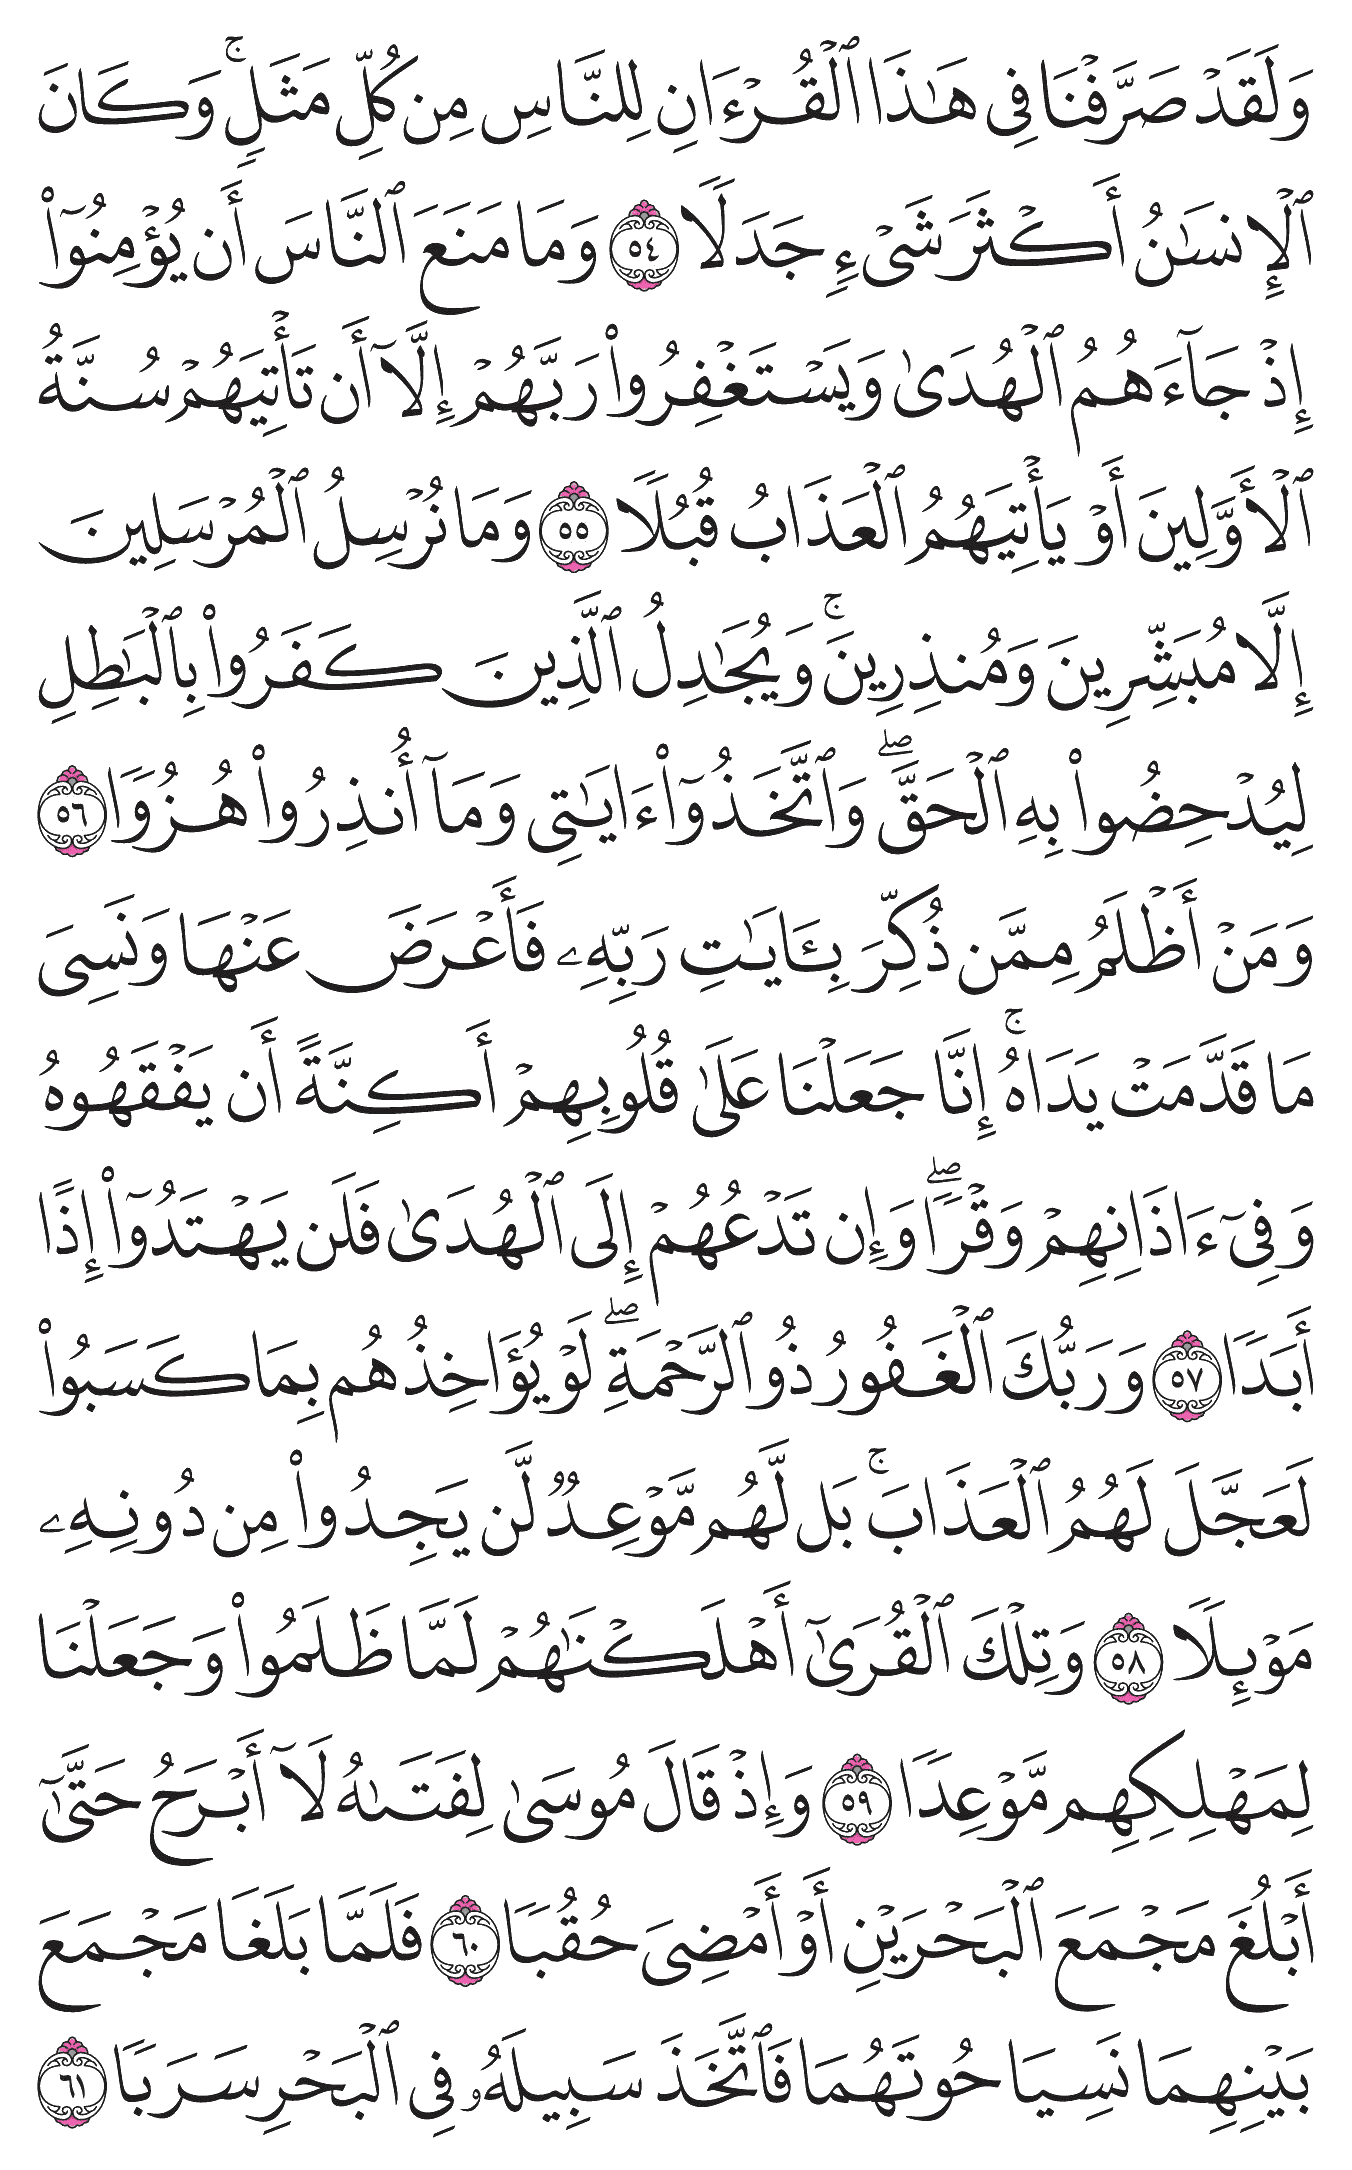 وَلَقَدْ صَرَّفْنَا فِى هَـٰذَا ٱلْقُرْءَانِ لِلنَّاسِ مِن كُلِّ مَثَلٍۚ وَكَانَ
ٱلْإِنسَـٰنُ أَكْثَرَ شَىْءٍ جَدَلًا ٥٤ وَمَا مَنَعَ ٱلنَّاسَ أَن يُؤْمِنُوٓا۟
إِذْ جَآءَهُمُ ٱلْهُدَىٰ وَيَسْتَغْفِرُوا۟ رَبَّهُمْ إِلَّآ أَن تَأْتِيَهُمْ سُنَّةُ
ٱلْأَوَّلِينَ أَوْ يَأْتِيَهُمُ ٱلْعَذَابُ قُبُلًا ٥٥ وَمَا نُرْسِلُ ٱلْمُرْسَلِينَ
إِلَّا مُبَشِّرِينَ وَمُنذِرِينَۚ وَيُجَـٰدِلُ ٱلَّذِينَ كَفَرُوا۟ بِٱلْبَـٰطِلِ
لِيُدْحِضُوا۟ بِهِ ٱلْحَقَّۖ وَٱتَّخَذُوٓا۟ ءَايَـٰتِى وَمَآ أُنذِرُوا۟ هُزُوًا ٥٦
وَمَنْ أَظْلَمُ مِمَّن ذُكِّرَ بِـَٔايَـٰتِ رَبِّهِۦ فَأَعْرَضَ عَنْهَا وَنَسِىَ
مَا قَدَّمَتْ يَدَاهُۚ إِنَّا جَعَلْنَا عَلَىٰ قُلُوبِهِمْ أَكِنَّةً أَن يَفْقَهُوهُ
وَفِىٓ ءَاذَانِهِمْ وَقْرًاۖ وَإِن تَدْعُهُمْ إِلَى ٱلْهُدَىٰ فَلَن يَهْتَدُوٓا۟ إِذًا
أَبَدًا ٥٧ وَرَبُّكَ ٱلْغَفُورُ ذُو ٱلرَّحْمَةِۖ لَوْ يُؤَاخِذُهُم بِمَا كَسَبُوا۟
لَعَجَّلَ لَهُمُ ٱلْعَذَابَۚ بَل لَّهُم مَّوْعِدٌ لَّن يَجِدُوا۟ مِن دُونِهِۦ
مَوْئِلًا ٥٨ وَتِلْكَ ٱلْقُرَىٰٓ أَهْلَكْنَـٰهُمْ لَمَّا ظَلَمُوا۟ وَجَعَلْنَا
لِمَهْلِكِهِم مَّوْعِدًا ٥٩ وَإِذْ قَالَ مُوسَىٰ لِفَتَىٰهُ لَآ أَبْرَحُ حَتَّىٰٓ
أَبْلُغَ مَجْمَعَ ٱلْبَحْرَيْنِ أَوْ أَمْضِىَ حُقُبًا ٦٠ فَلَمَّا بَلَغَا مَجْمَعَ
بَيْنِهِمَا نَسِيَا حُوتَهُمَا فَٱتَّخَذَ سَبِيلَهُۥ فِى ٱلْبَحْرِ سَرَبًا ٦١